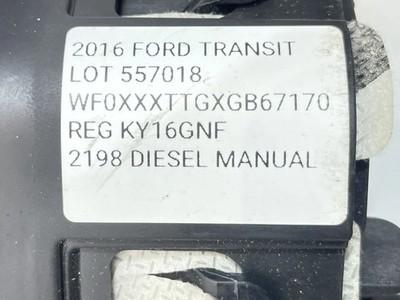 2016 FORD TRANSIT
LOT 557018
WF0XXXTTGXGB67170
REG KY16GNF
2198 DIESEL MANUAL